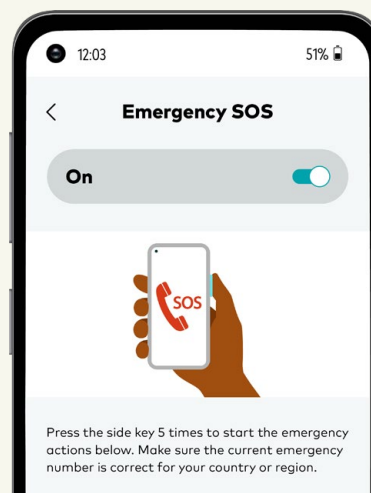 12:03 51%
Emergency SOS
On
SOS
Press the side key 5 times to start the emergency
actions below. Make sure the current emergency
number is correct for your country or region.